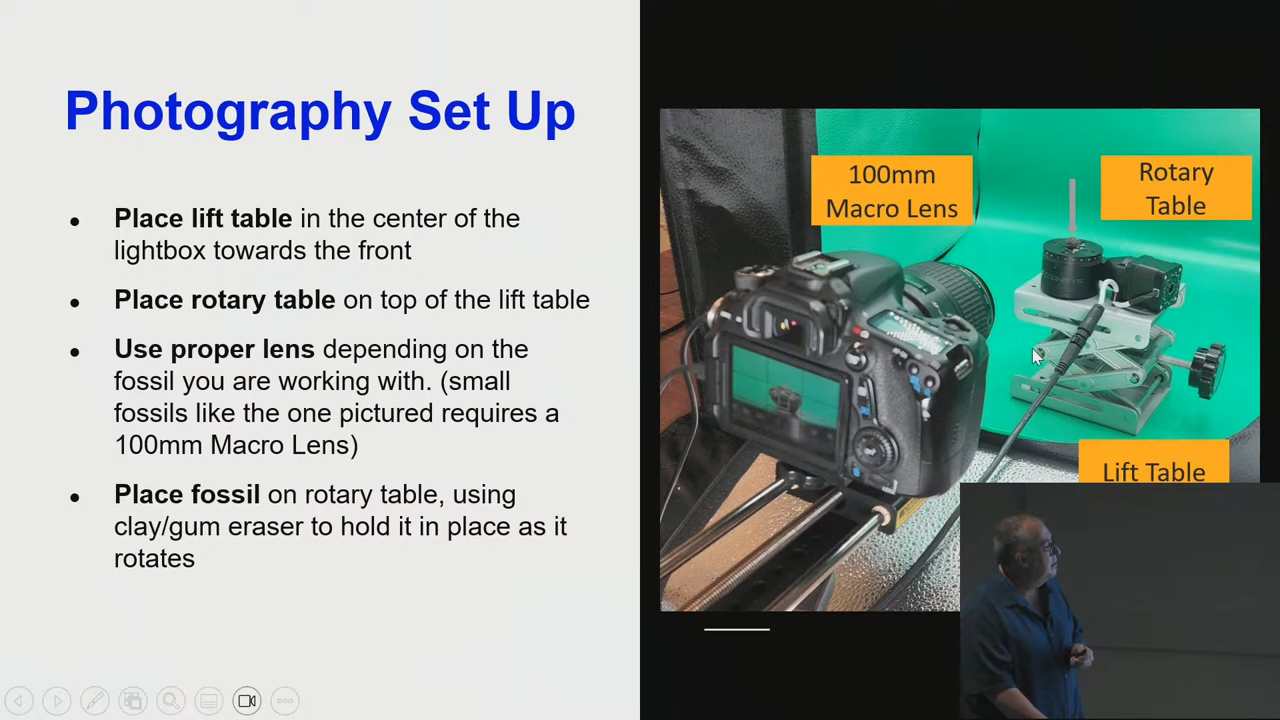 Photography Set Up
● Place lift table in the center of the
lightbox towards the front
● Place rotary table on top of the lift table
● Use proper lens depending on the
fossil you are working with. (small
fossils like the one pictured requires a
100mm Macro Lens)
● Place fossil on rotary table, using
clay/gum eraser to hold it in place as it
rotates
100mm
Macro Lens
Rotary
Table
Lift Table